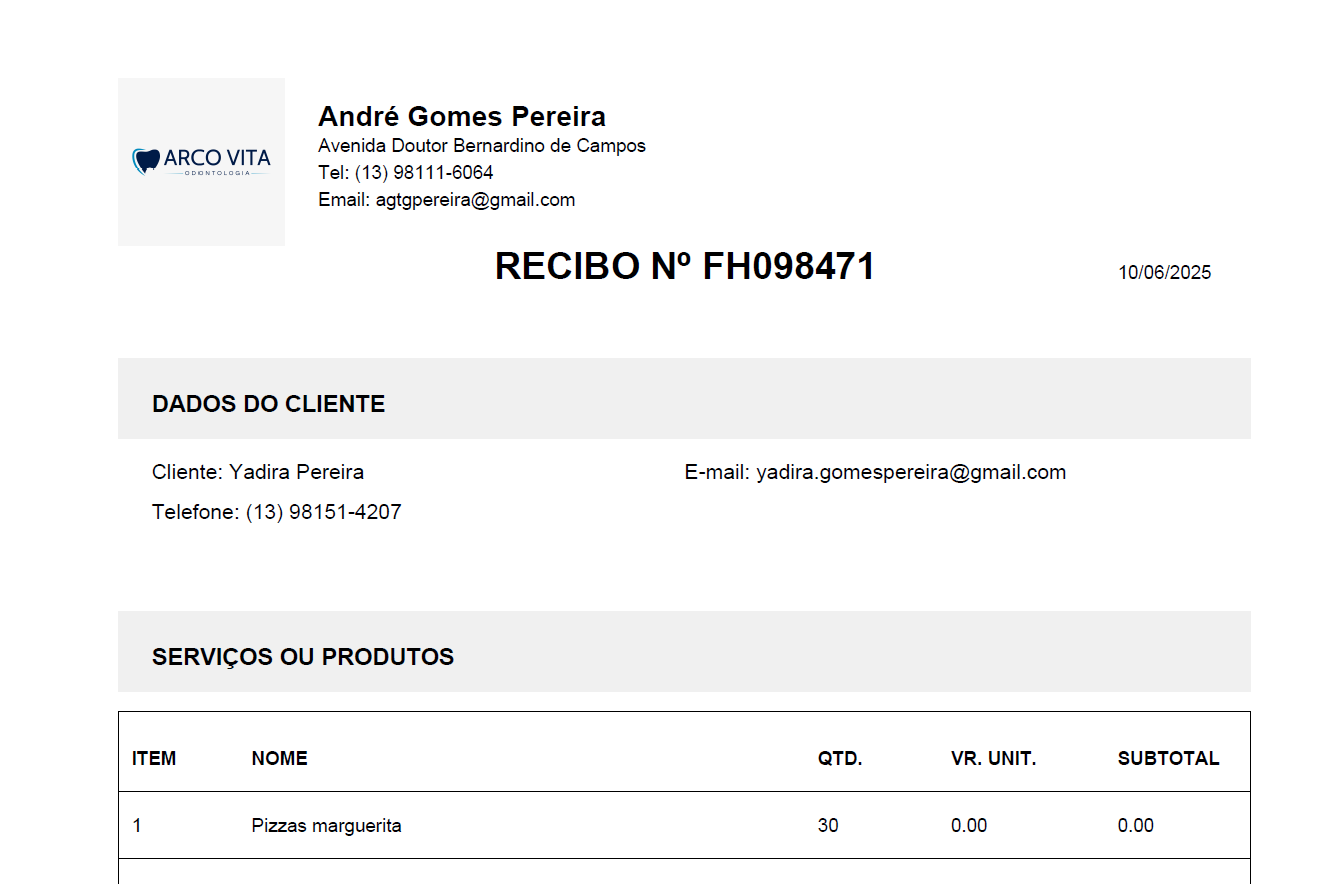 ARCO VITA
ODONTOLOGIA
André Gomes Pereira
Avenida Doutor Bernardino de Campos
Tel: (13) 98111-6064
Email: agtgpereira@gmail.com
RECIBO Nº FH098471
10/06/2025
DADOS DO CLIENTE
Cliente: Yadira Pereira E-mail: yadira.gomespereira@gmail.com
Telefone: (13) 98151-4207
SERVIÇOS OU PRODUTOS
ITEM NOME QTD. VR. UNIT. SUBTOTAL
1 Pizzas marguerita 30 0.00 0.00